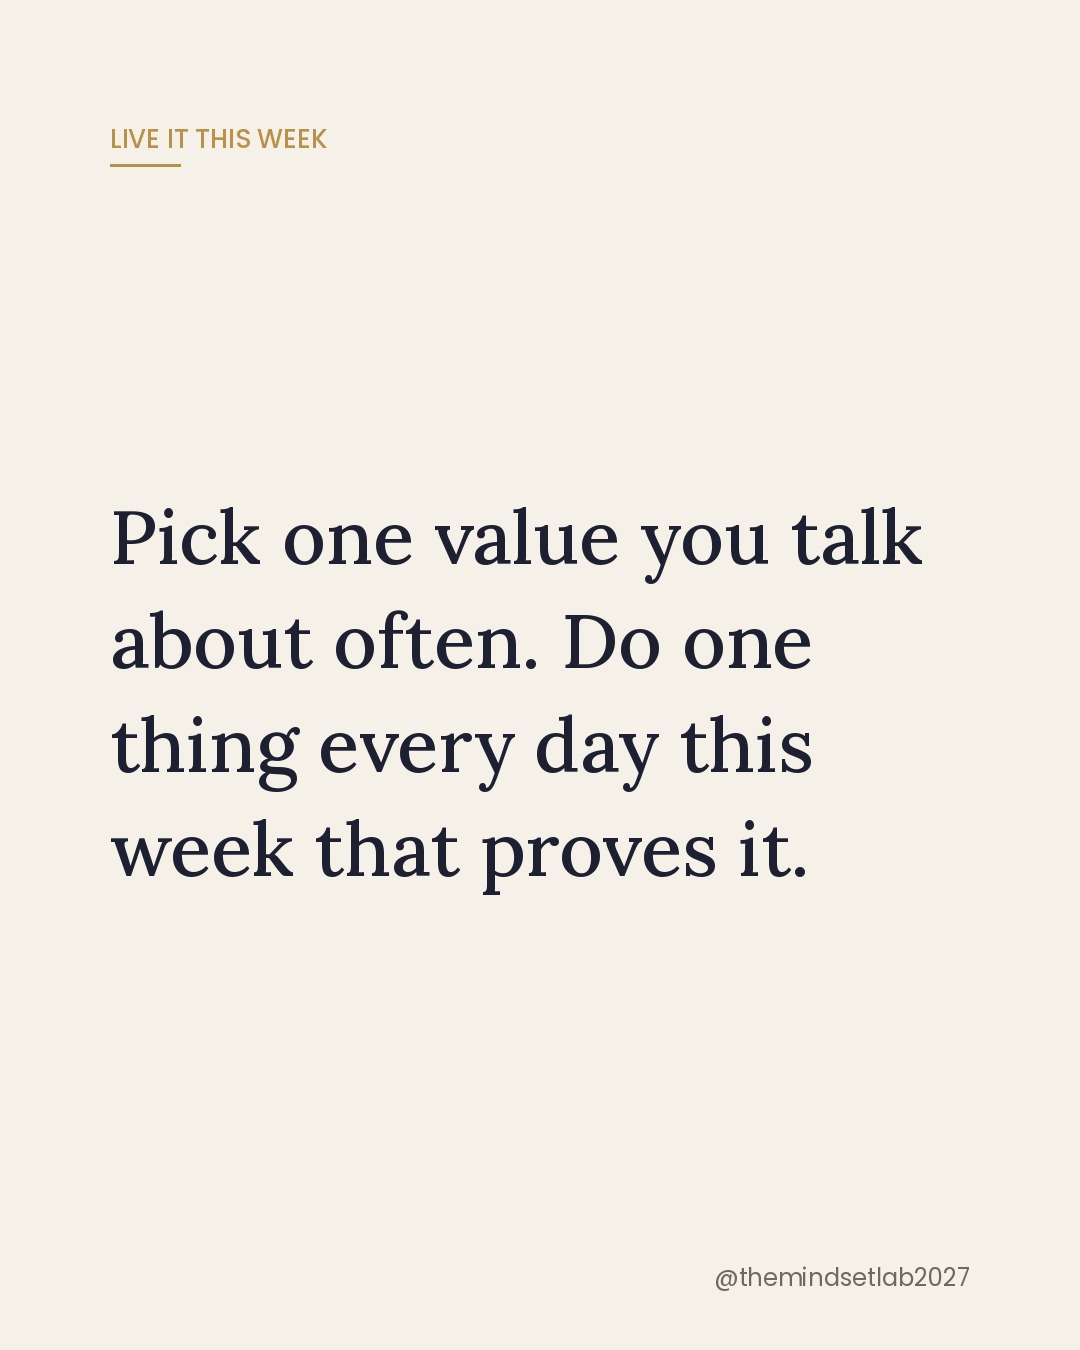 LIVE IT THIS WEEK
Pick one value you talk
about often. Do one
thing every day this
week that proves it.
@themindsetlab2027